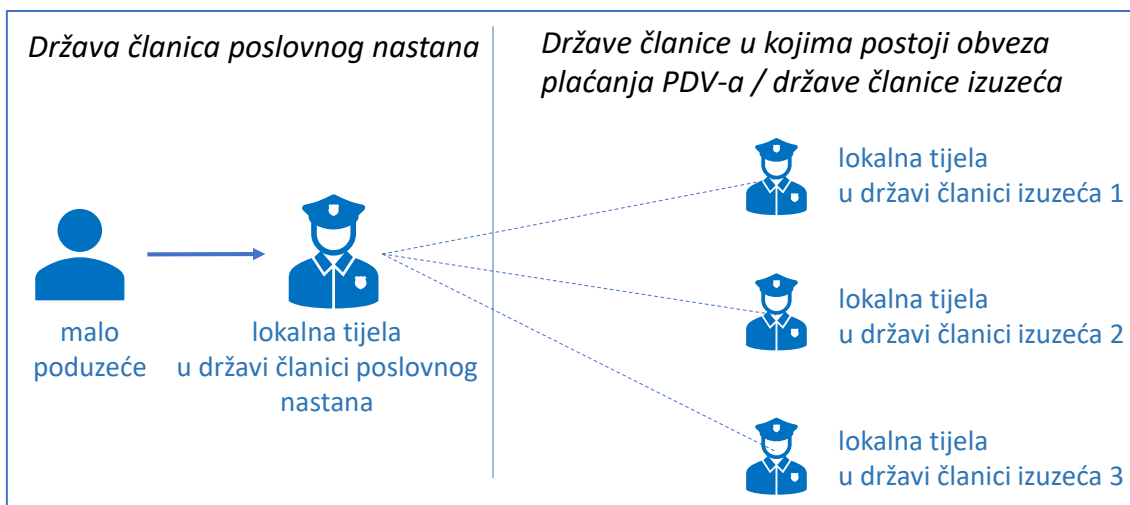 Država članica poslovnog nastana
Države članice u kojima postoji obveza
plaćanja PDV-a / države članice izuzeća
malo
poduzeće
lokalna tijela
u državi članici poslovnog
nastana
lokalna tijela
u državi članici izuzeća 1
lokalna tijela
u državi članici izuzeća 2
lokalna tijela
u državi članici izuzeća 3